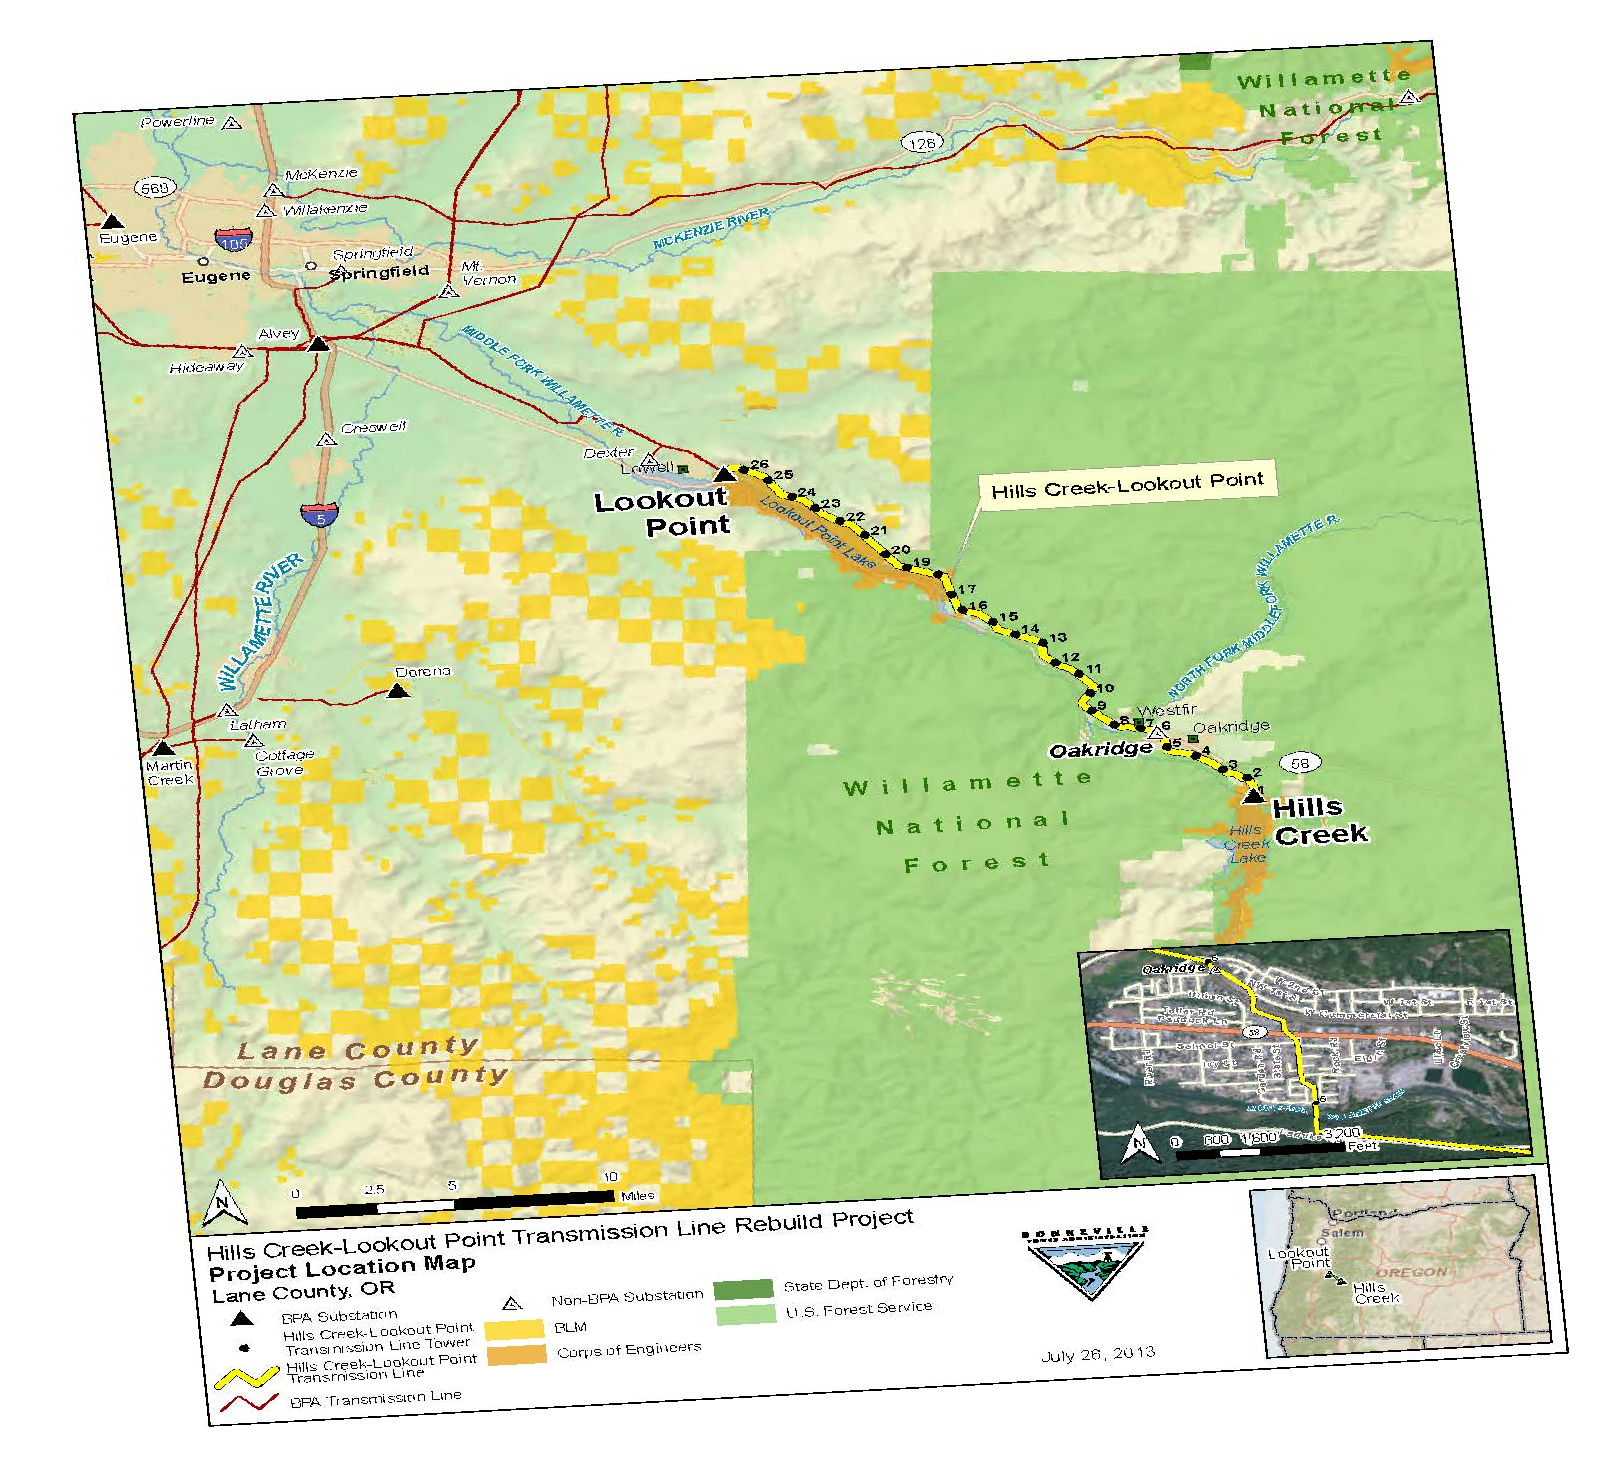 Willamette
National
Forest
Powerline
McKenzie
569
Willakenzie
126
MCKENZIE RIVER
Eugene
105
Springfield
Eugene
Springfield
Mt.
Vernon
Alvey
Hideaway
MIDDLE FORK WILLAMETTE R.
Creswell
Dexter
Lowell
Lookout
Point
26
25
24
23
22
21
20
19
17
16
15
14
13
12
11
10
9
8
7
6
5
4
3
2
1
Lookout Point Lake
Hills Creek-Lookout Point
5
WILLAMETTE RIVER
NORTH FORK MIDDLE FORK WILLAMETTE R.
Dorena
Latham
Cottage
Grove
Martin
Creek
Westfir
Oakridge
Oakridge
58
Hills
Creek
Hills
Creek
Lake
Willamette
National
Forest
Lane County
Douglas County
0 2.5 5 10
Miles
N
Oakridge
58
School St
N
0 800 1,600 3,200
Feet
Hills Creek-Lookout Point Transmission Line Rebuild Project
Project Location Map
Lane County, OR
BPA Substation
Hills Creek-Lookout Point
Transmission Line Tower
Hills Creek-Lookout Point
Transmission Line
BPA Transmission Line
Non-BPA Substation
BLM
Corps of Engineers
State Dept. of Forestry
U.S. Forest Service
BONNEVILLE
POWER ADMINISTRATION
July 26, 2013
Portland
Salem
Lookout
Point
OREGON
Hills
Creek